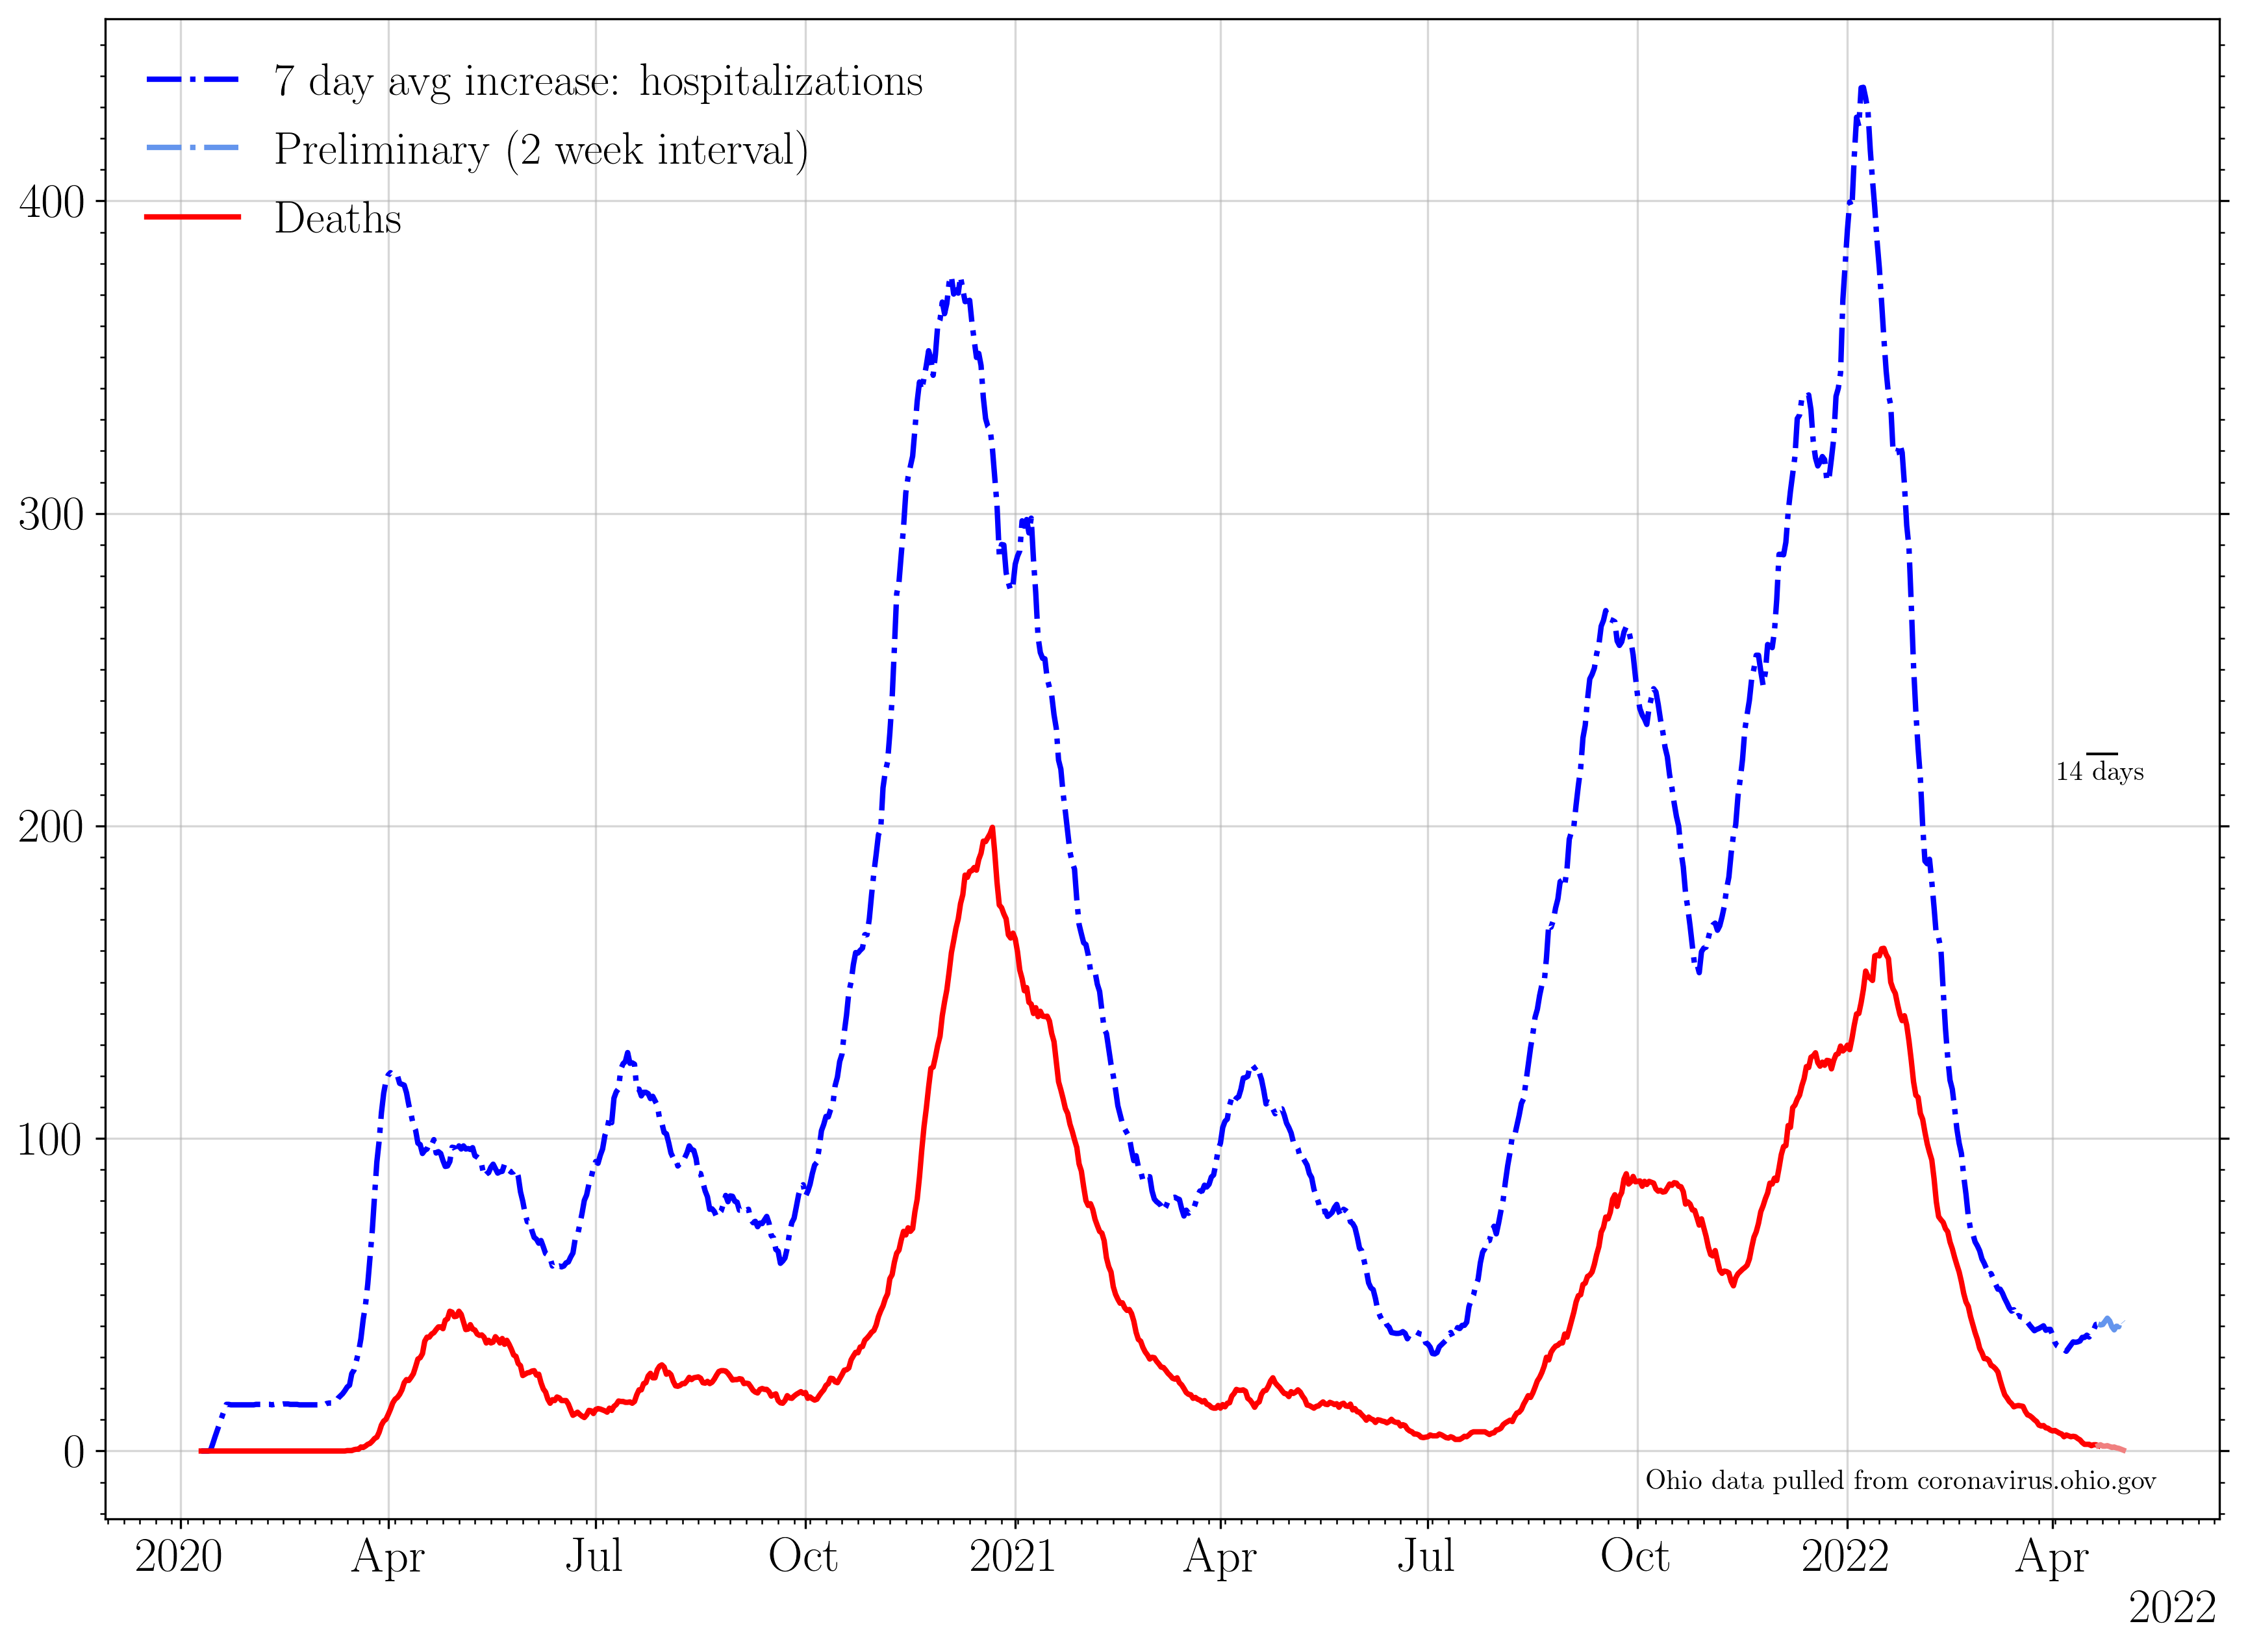 7 day avg increase: hospitalizations
Preliminary (2 week interval)
Deaths
400
300
200
14 days
100
0
Ohio data pulled from coronavirus.ohio.gov
2020 Apr Jul Oct 2021 Apr Jul Oct 2022 Apr
2022